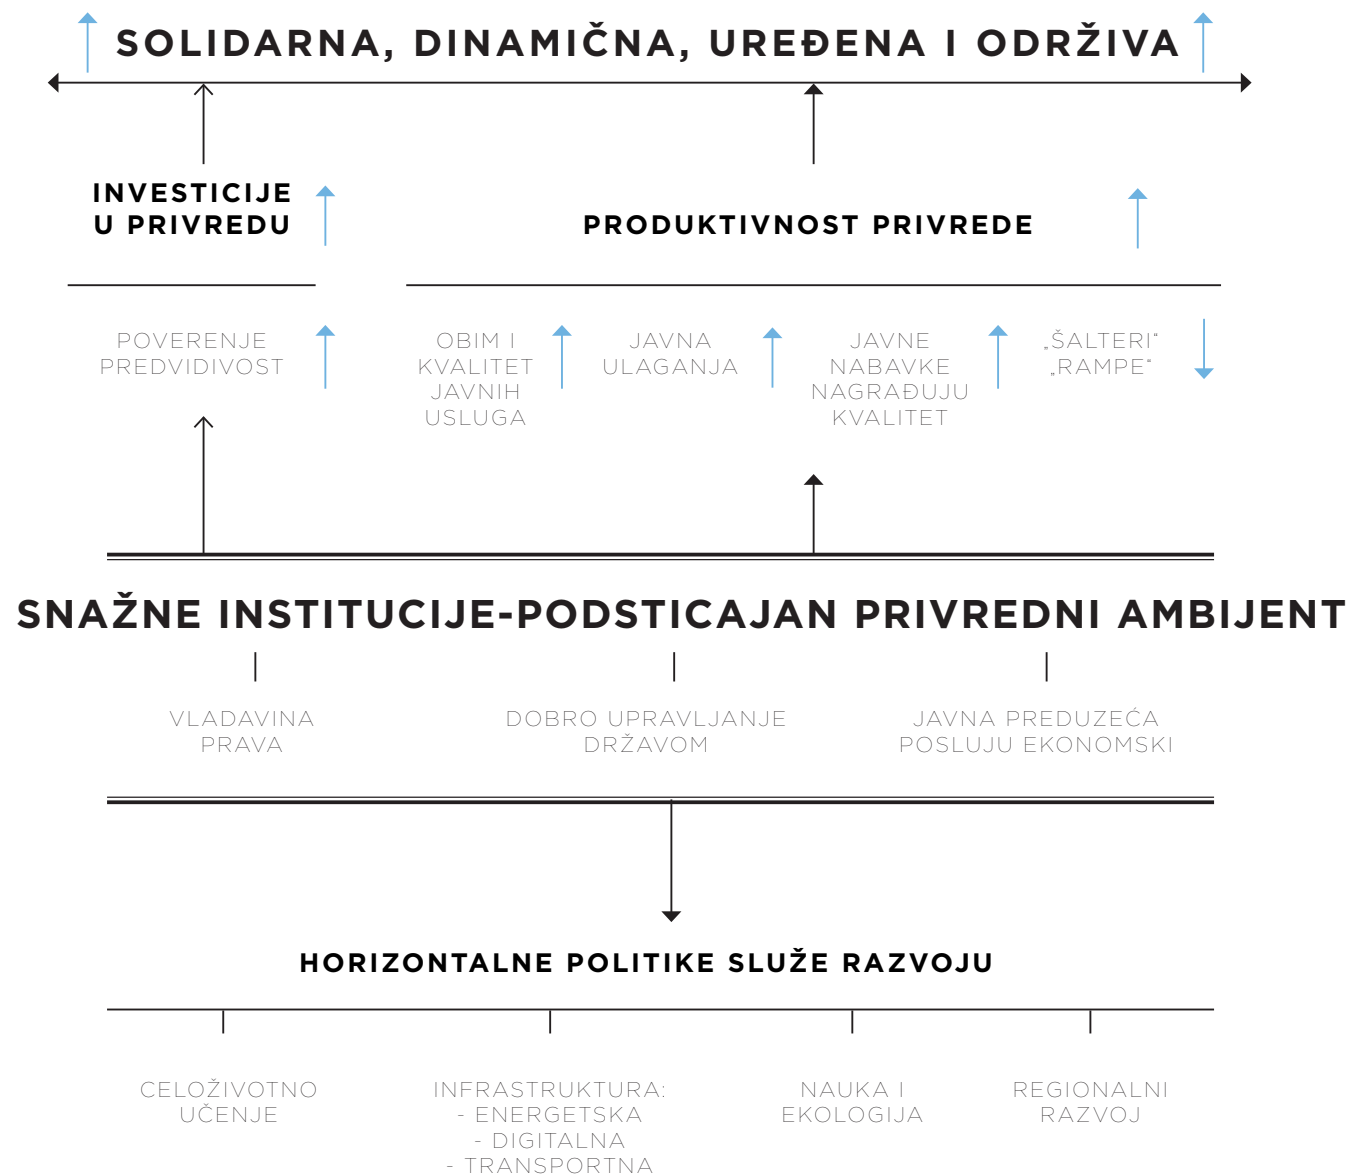 SOLIDARNA, DINAMIČNA, UREĐENA I ODRŽIVA
INVESTICIJE
U PRIVREDU
PRODUKTIVNOST PRIVREDE
POVERENJE
PREDVIDIVOST
OBIM I
KVALITET
JAVNIH
USLUGA
JAVNA
ULAGANJA
JAVNE
NABAVKE
NAGRAĐUJU
KVALITET
„ŠALTERI“
„RAMPE“
SNAŽNE INSTITUCIJE-PODSTICAJAN PRIVREDNI AMBIJENT
VLADAVINA
PRAVA
DOBRO UPRAVLJANJE
DRŽAVOM
JAVNA PREDUZEĆA
POSLUJU EKONOMSKI
HORIZONTALNE POLITIKE SLUŽE RAZVOJU
CELOŽIVOTNO
UČENJE
INFRASTRUKTURA:
- ENERGETSKA
- DIGITALNA
- TRANSPORTNA
NAUKA I
EKOLOGIJA
REGIONALNI
RAZVOJ